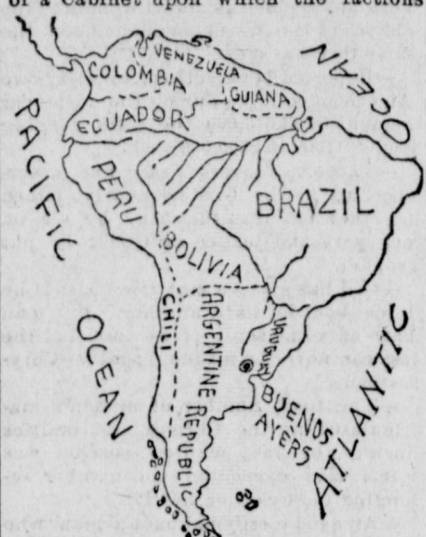 of a Cabinet upon which the factions
VENEZUELA
COLOMBIA
GUIANA
ECUADOR
OCEAN
PACIFIC
PERU
BRAZIL
BOLIVIA
CHILI
ARGENTINE
REPUBLIC
URUGUAY
OCEAN
BUENOS
AYERS
ATLANTIC